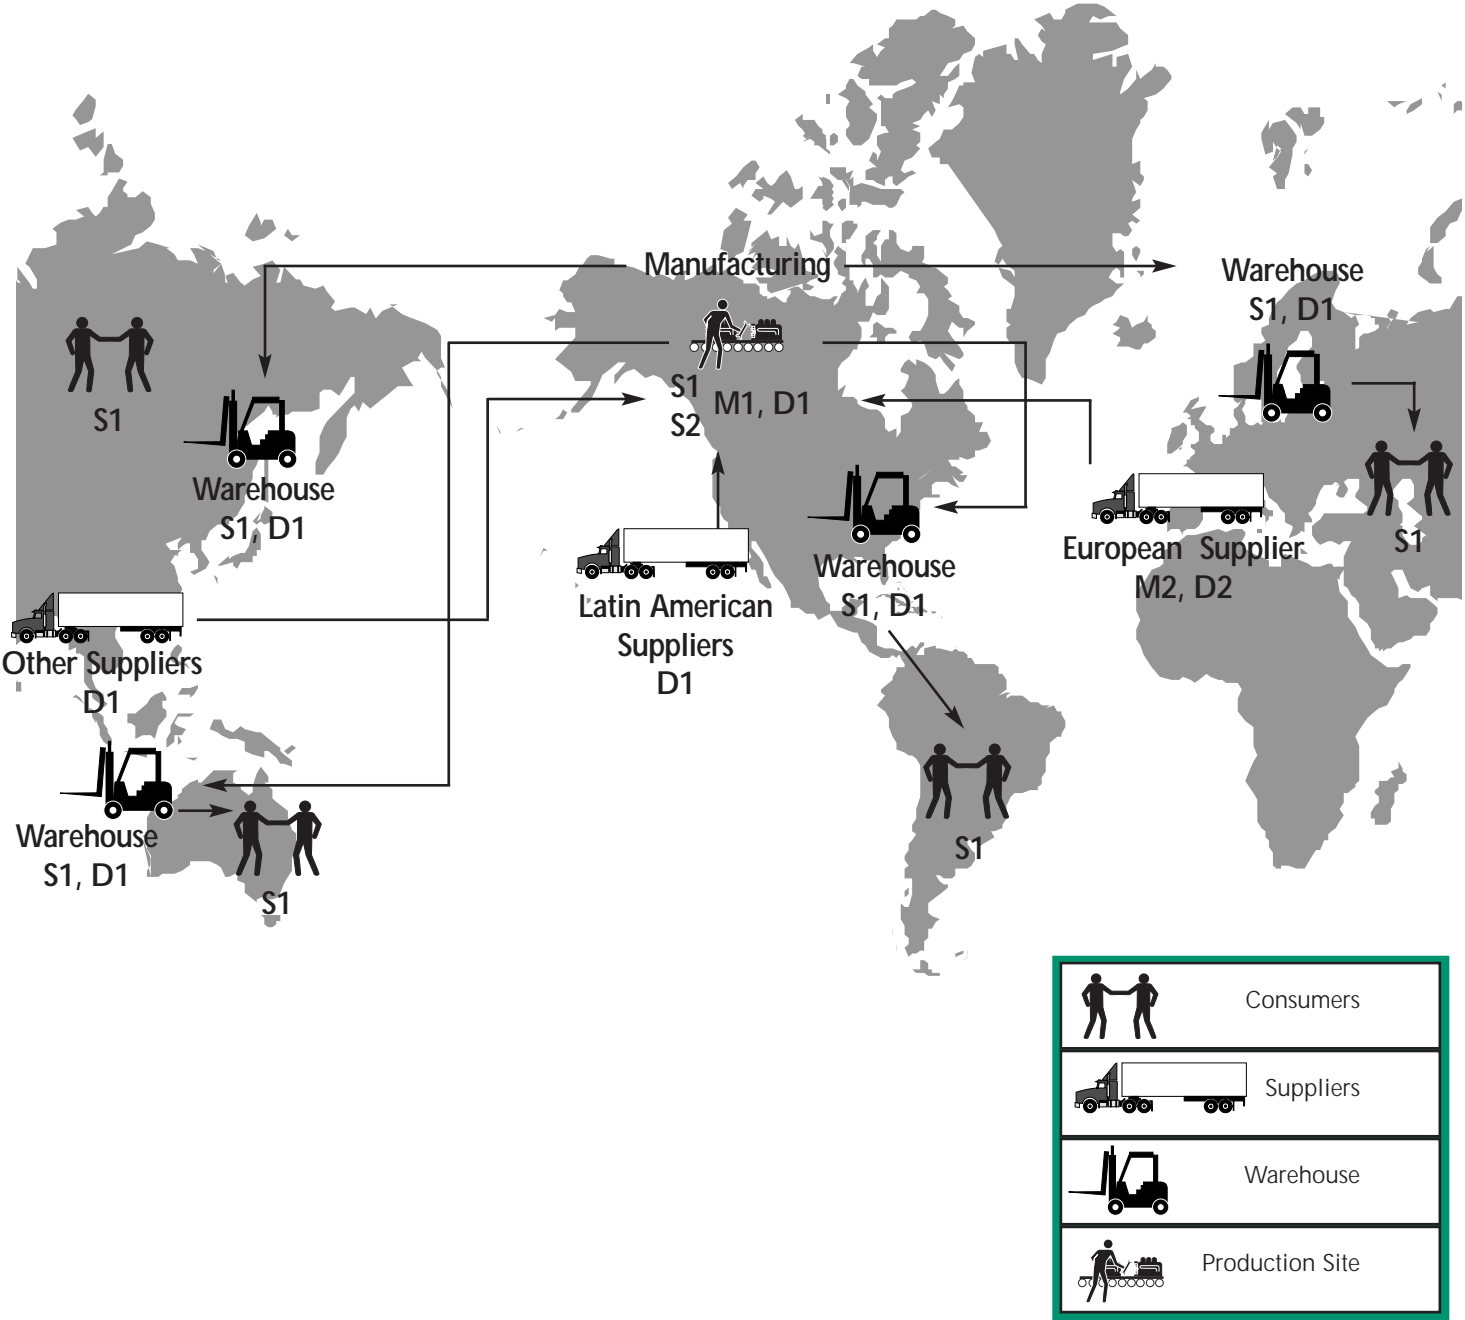 Manufacturing
Warehouse
S1, D1
S1
S1
S2
M1, D1
Warehouse
S1, D1
S1
European Supplier
M2, D2
Warehouse
S1, D1
Latin American
Suppliers
D1
Other Suppliers
D1
Warehouse
S1, D1
S1
Warehouse
S1, D1
S1
Consumers
Suppliers
Warehouse
Production Site